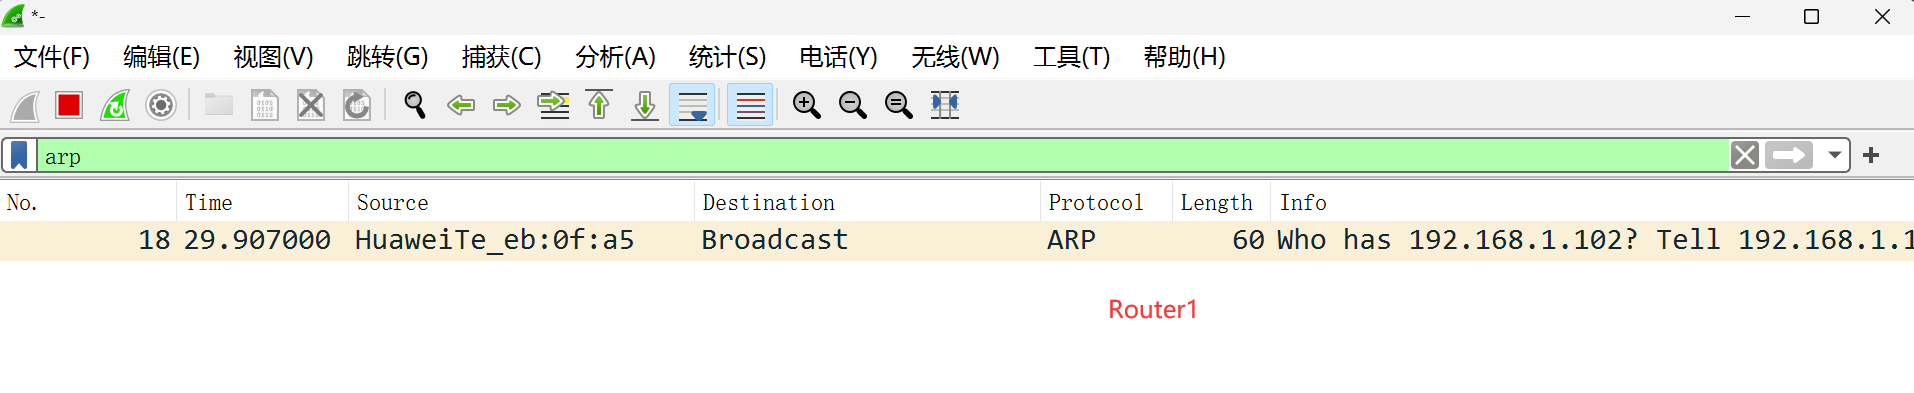 *-
文件(F) 编辑(E) 视图(V) 跳转(G) 捕获(C) 分析(A) 统计(S) 电话(Y) 无线(W) 工具(T) 帮助(H)
arp
No. Time Source Destination Protocol Length Info
18 29.907000 HuaweiTe_eb:0f:a5 Broadcast ARP 60 Who has 192.168.1.102? Tell 192.168.1.1
Router1